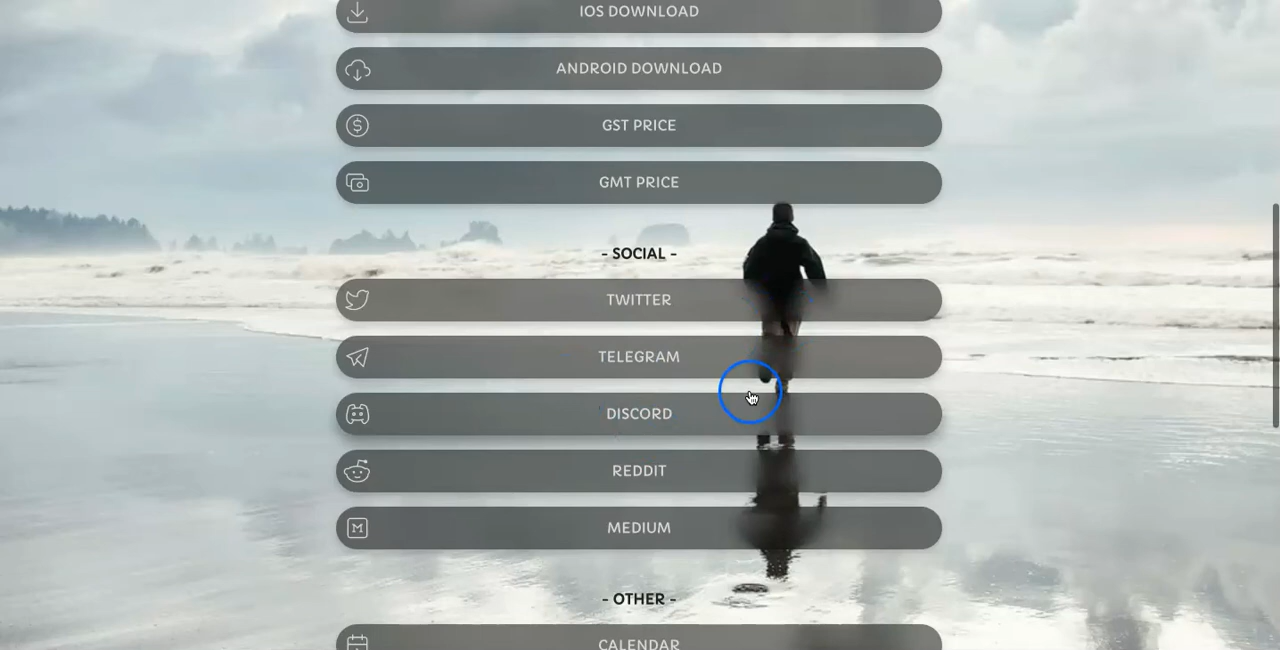 IOS DOWNLOAD
ANDROID DOWNLOAD
GST PRICE
GMT PRICE
- SOCIAL -
TWITTER
TELEGRAM
DISCORD
REDDIT
MEDIUM
- OTHER -
CALENDAR